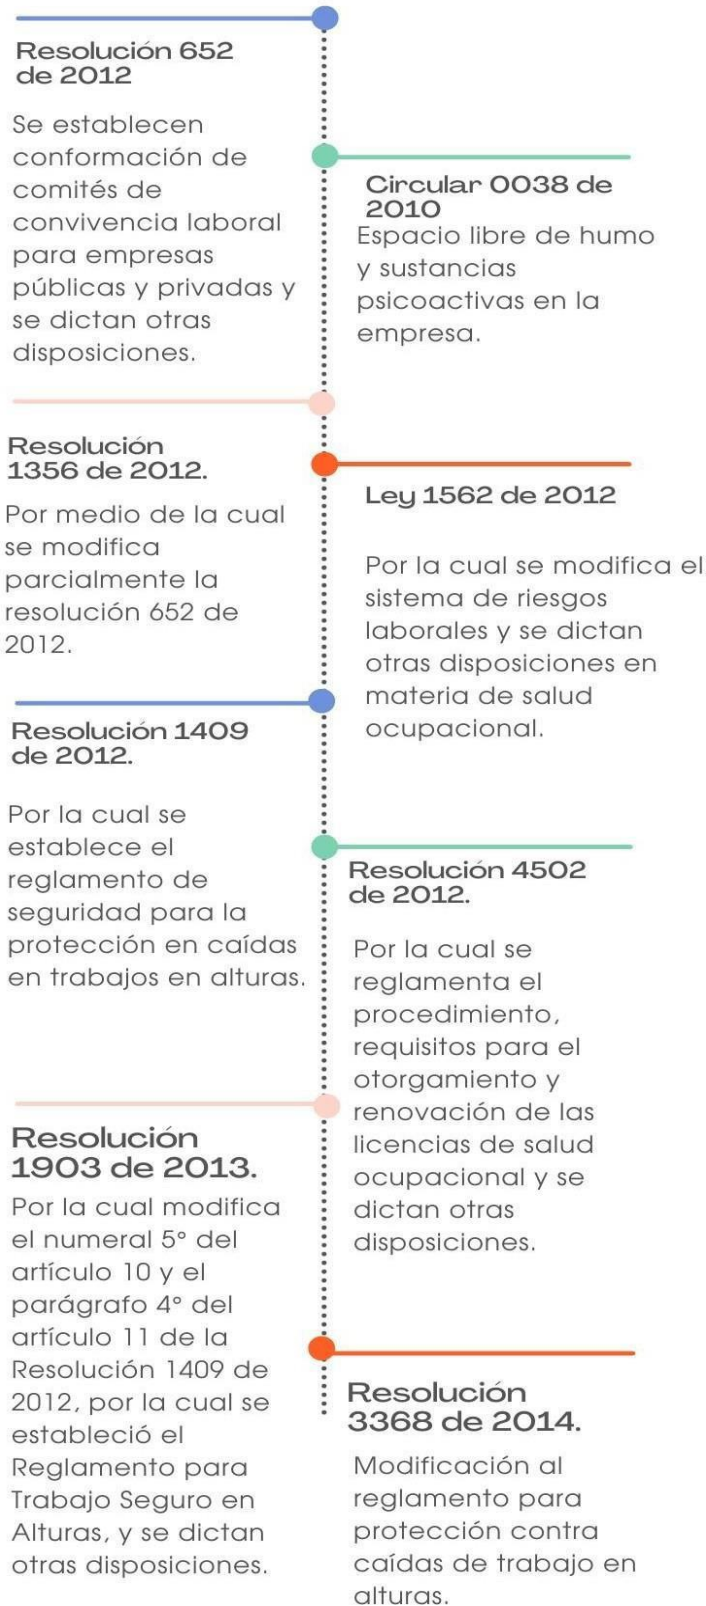 Resolución 652
de 2012
Se establecen
conformación de
comités de
convivencia laboral
para empresas
públicas y privadas y
se dictan otras
disposiciones.
Circular 0038 de
2010
Espacio libre de humo
y sustancias
psicoactivas en la
empresa.
Resolución
1356 de 2012.
Por medio de la cual
se modifica
parcialmente la
resolución 652 de
2012.
Ley 1562 de 2012
Por la cual se modifica el
sistema de riesgos
laborales y se dictan
otras disposiciones en
materia de salud
ocupacional.
Resolución 1409
de 2012.
Por la cual se
establece el
reglamento de
seguridad para la
protección en caídas
en trabajos en alturas.
Resolución 4502
de 2012.
Por la cual se
reglamenta el
procedimiento,
requisitos para el
otorgamiento y
renovación de las
licencias de salud
ocupacional y se
dictan otras
disposiciones.
Resolución
1903 de 2013.
Por la cual modifica
el numeral 5° del
artículo 10 y el
parágrafo 4° del
artículo 11 de la
Resolución 1409 de
2012, por la cual se
estableció el
Reglamento para
Trabajo Seguro en
Alturas, y se dictan
otras disposiciones.
Resolución
3368 de 2014.
Modificación al
reglamento para
protección contra
caídas de trabajo en
alturas.